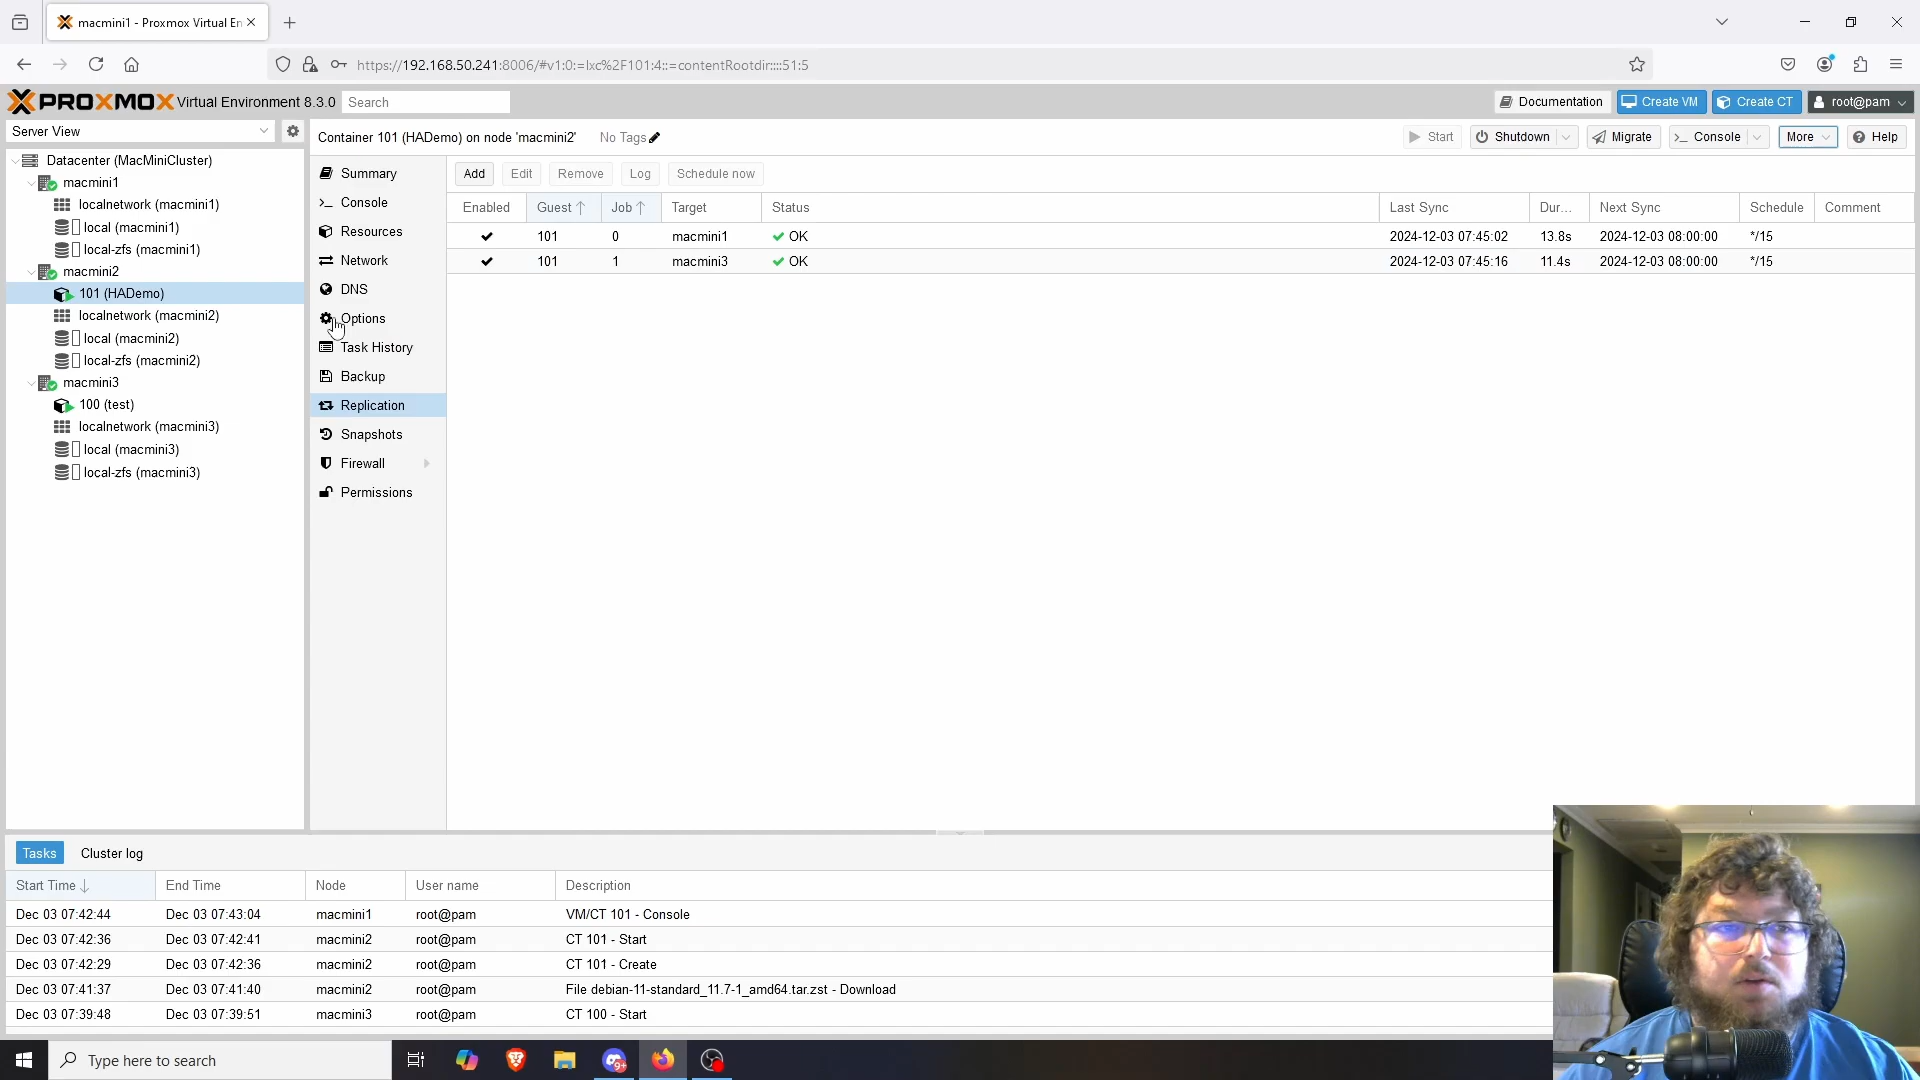 macmini1 - Proxmox Virtual En
https://192.168.50.241:8006/#v1:0:=lxc%2F101:4::=contentRootdir::::51:5
PROXMOX Virtual Environment 8.3.0 Search
Documentation Create VM Create CT root@pam
Server View
Container 101 (HADemo) on node 'macmini2' No Tags
Start Shutdown Migrate Console More Help
Datacenter (MacMiniCluster)
macmini1
localnetwork (macmini1)
local (macmini1)
local-zfs (macmini1)
macmini2
101 (HADemo)
localnetwork (macmini2)
local (macmini2)
local-zfs (macmini2)
macmini3
100 (test)
localnetwork (macmini3)
local (macmini3)
local-zfs (macmini3)
Summary
Console
Resources
Network
DNS
Options
Task History
Backup
Replication
Snapshots
Firewall
Permissions
Add Edit Remove Log Schedule now
Enabled Guest Job Target Status Last Sync Dur... Next Sync Schedule Comment
101 0 macmini1 OK 2024-12-03 07:45:02 13.8s 2024-12-03 08:00:00 */15
101 1 macmini3 OK 2024-12-03 07:45:16 11.4s 2024-12-03 08:00:00 */15
Tasks Cluster log
Start Time End Time Node User name Description
Dec 03 07:42:44 Dec 03 07:43:04 macmini1 root@pam VM/CT 101 - Console
Dec 03 07:42:36 Dec 03 07:42:41 macmini2 root@pam CT 101 - Start
Dec 03 07:42:29 Dec 03 07:42:36 macmini2 root@pam CT 101 - Create
Dec 03 07:41:37 Dec 03 07:41:40 macmini2 root@pam File debian-11-standard_11.7-1_amd64.tar.zst - Download
Dec 03 07:39:48 Dec 03 07:39:51 macmini3 root@pam CT 100 - Start
Type here to search
9+